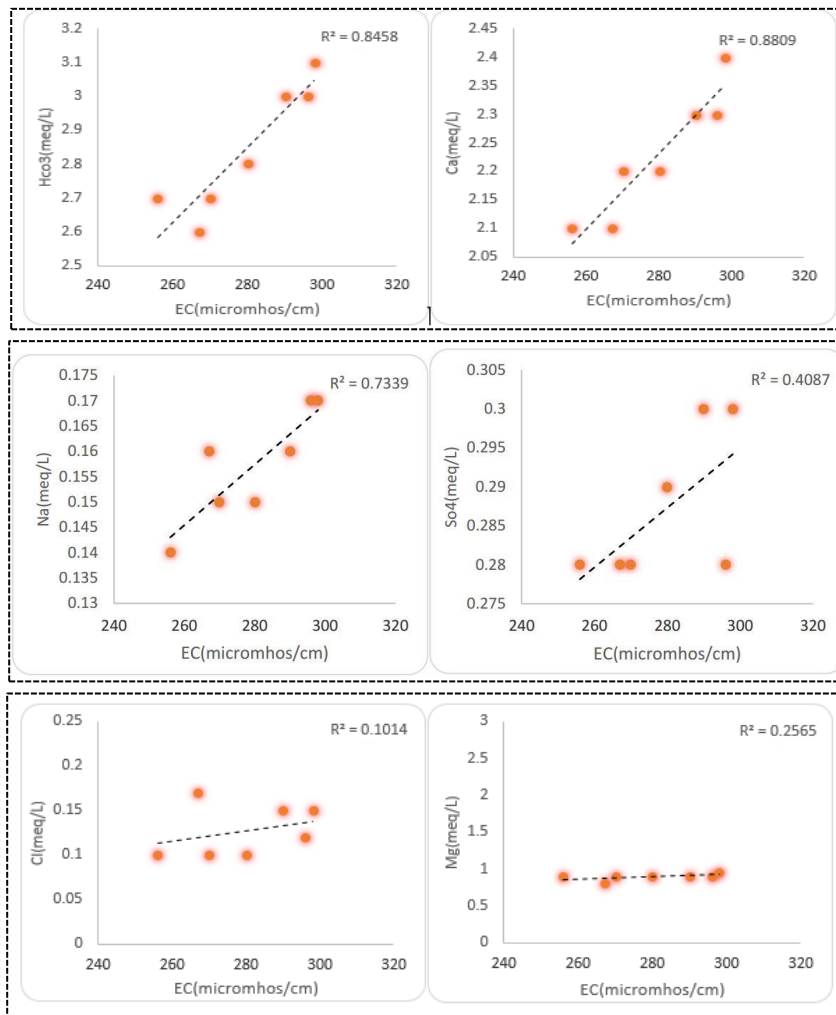 R² = 0.8458
Hco3(meq/L)
3.2
3.1
3
2.9
2.8
2.7
2.6
2.5
240 260 280 300 320
EC(micromhos/cm)
R² = 0.8809
Ca(meq/L)
2.45
2.4
2.35
2.3
2.25
2.2
2.15
2.1
2.05
240 260 280 300 320
EC(micromhos/cm)
R² = 0.7339
Na(meq/L)
0.175
0.17
0.165
0.16
0.155
0.15
0.145
0.14
0.135
0.13
240 260 280 300 320
EC(micromhos/cm)
R² = 0.4087
So4(meq/L)
0.305
0.3
0.295
0.29
0.285
0.28
0.275
240 260 280 300 320
EC(micromhos/cm)
R² = 0.1014
Cl(meq/L)
0.25
0.2
0.15
0.1
0.05
0
240 260 280 300 320
EC(micromhos/cm)
R² = 0.2565
Mg(meq/L)
3
2.5
2
1.5
1
0.5
0
240 260 280 300 320
EC(micromhos/cm)